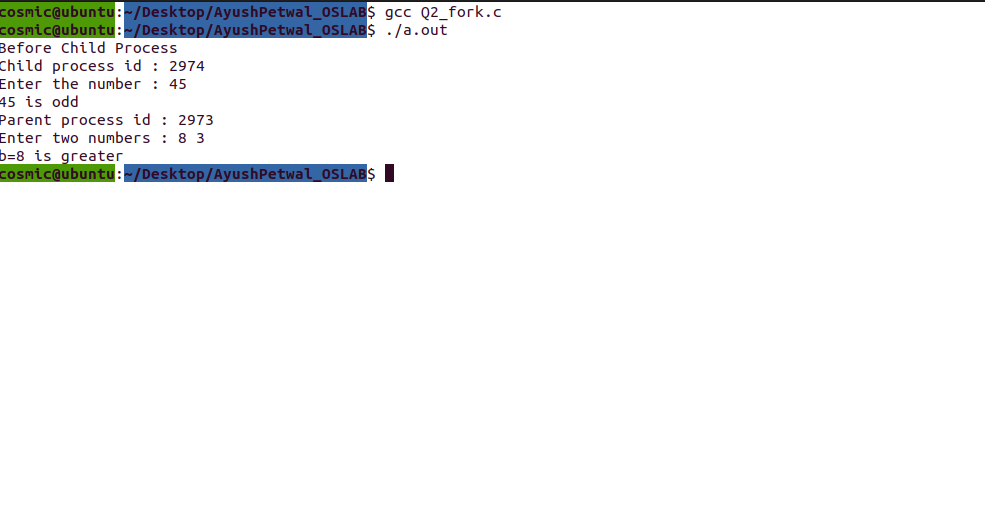 cosmic@ubuntu:~/Desktop/AyushPetwal_OSLAB$ gcc Q2_fork.c
cosmic@ubuntu:~/Desktop/AyushPetwal_OSLAB$ ./a.out
Before Child Process
Child process id : 2974
Enter the number : 45
45 is odd
Parent process id : 2973
Enter two numbers : 8 3
b=8 is greater
cosmic@ubuntu:~/Desktop/AyushPetwal_OSLAB$